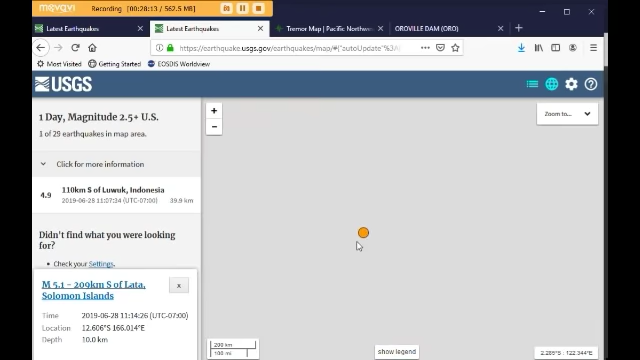 movavi
Recording [ 00:28:13 / 562.5 M ]
Latest Earthquakes
Latest Earthquakes
Tremor Map | Pacific Northwe
OROVILLE DAM (ORO)
https://earthquake.usgs.gov/earthquakes/map/#{"autoUpdate"%3A
Most Visited
Getting Started
EOSDIS Worldview
USGS
1 Day, Magnitude 2.5+ U.S.
1 of 29 earthquakes in map area.
Click for more information
4.9
110km S of Luwuk, Indonesia
2019-06-28 11:07:34 (UTC-07:00)
39.9 km
Didn't find what you were looking
for?
Check your Settings.
M 5.1 - 209km S of Lata,
Solomon Islands
x
Time 2019-06-28 11:14:26 (UTC-07:00)
Location 12.606°S 166.014°E
Depth 10.0 km
+
−
Zoom to...
200 km
100 mi
show legend
2.285°S : 122.344°E